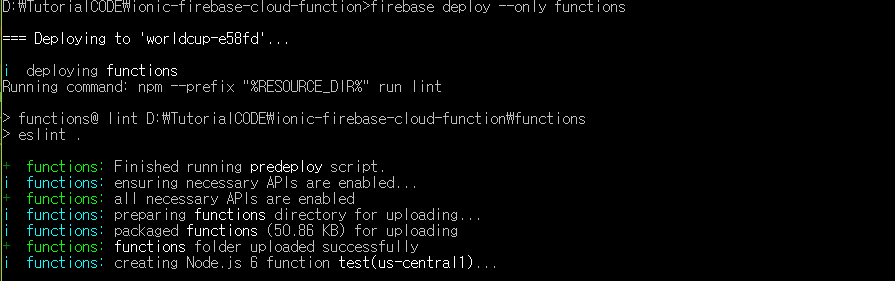 D:₩TutorialCODE₩ionic-firebase-cloud-function>firebase deploy --only functions
=== Deploying to 'worldcup-e58fd'...
i  deploying functions
Running command: npm --prefix "%RESOURCE_DIR%" run lint
> functions@ lint D:₩TutorialCODE₩ionic-firebase-cloud-function₩functions
> eslint .
+  functions: Finished running predeploy script.
i  functions: ensuring necessary APIs are enabled...
+  functions: all necessary APIs are enabled
i  functions: preparing functions directory for uploading...
i  functions: packaged functions (50.86 KB) for uploading
+  functions: functions folder uploaded successfully
i  functions: creating Node.js 6 function test(us-central1)...